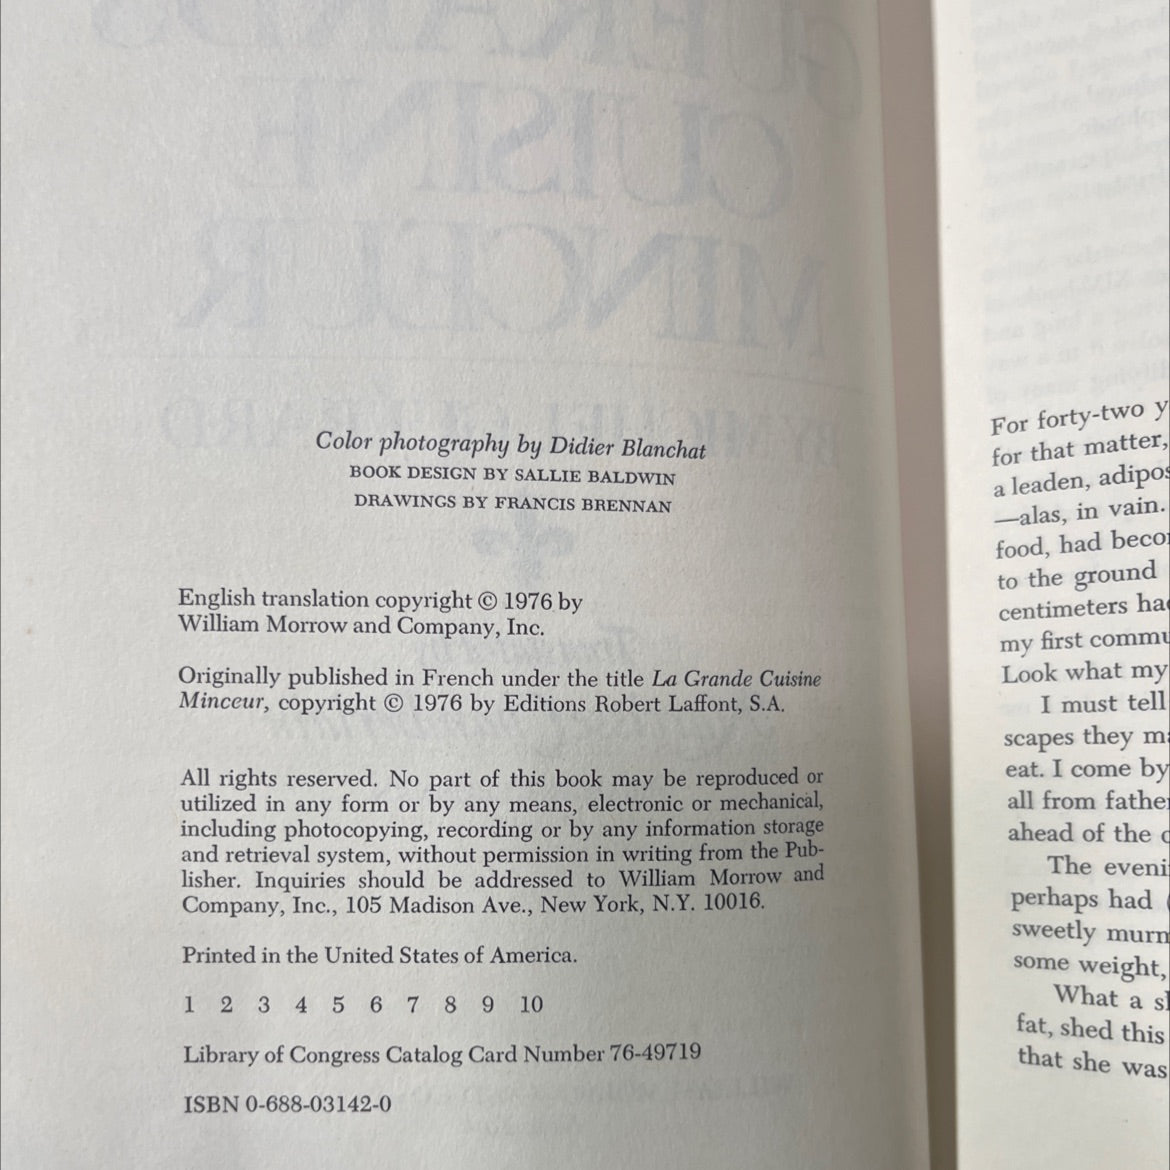 Color photography by Didier Blanchat
BOOK DESIGN BY SALLIE BALDWIN
DRAWINGS BY FRANCIS BRENNAN
English translation copyright © 1976 by
William Morrow and Company, Inc.
Originally published in French under the title La Grande Cuisine
Minceur, copyright © 1976 by Editions Robert Laffont, S.A.
All rights reserved. No part of this book may be reproduced or
utilized in any form or by any means, electronic or mechanical,
including photocopying, recording or by any information storage
and retrieval system, without permission in writing from the Pub-
lisher. Inquiries should be addressed to William Morrow and
Company, Inc., 105 Madison Ave., New York, N.Y. 10016.
Printed in the United States of America.
1 2 3 4 5 6 7 8 9 10
Library of Congress Catalog Card Number 76-49719
ISBN 0-688-03142-0
For forty-two
for that matter,
a leaden,
—alas, in vain.
food, had
to the ground
centimeters
my first
Look what my
I must tell
scapes they
eat. I come by
all from
ahead of the
The
perhaps had
sweetly
some weight,
What a
fat, shed this
that she was